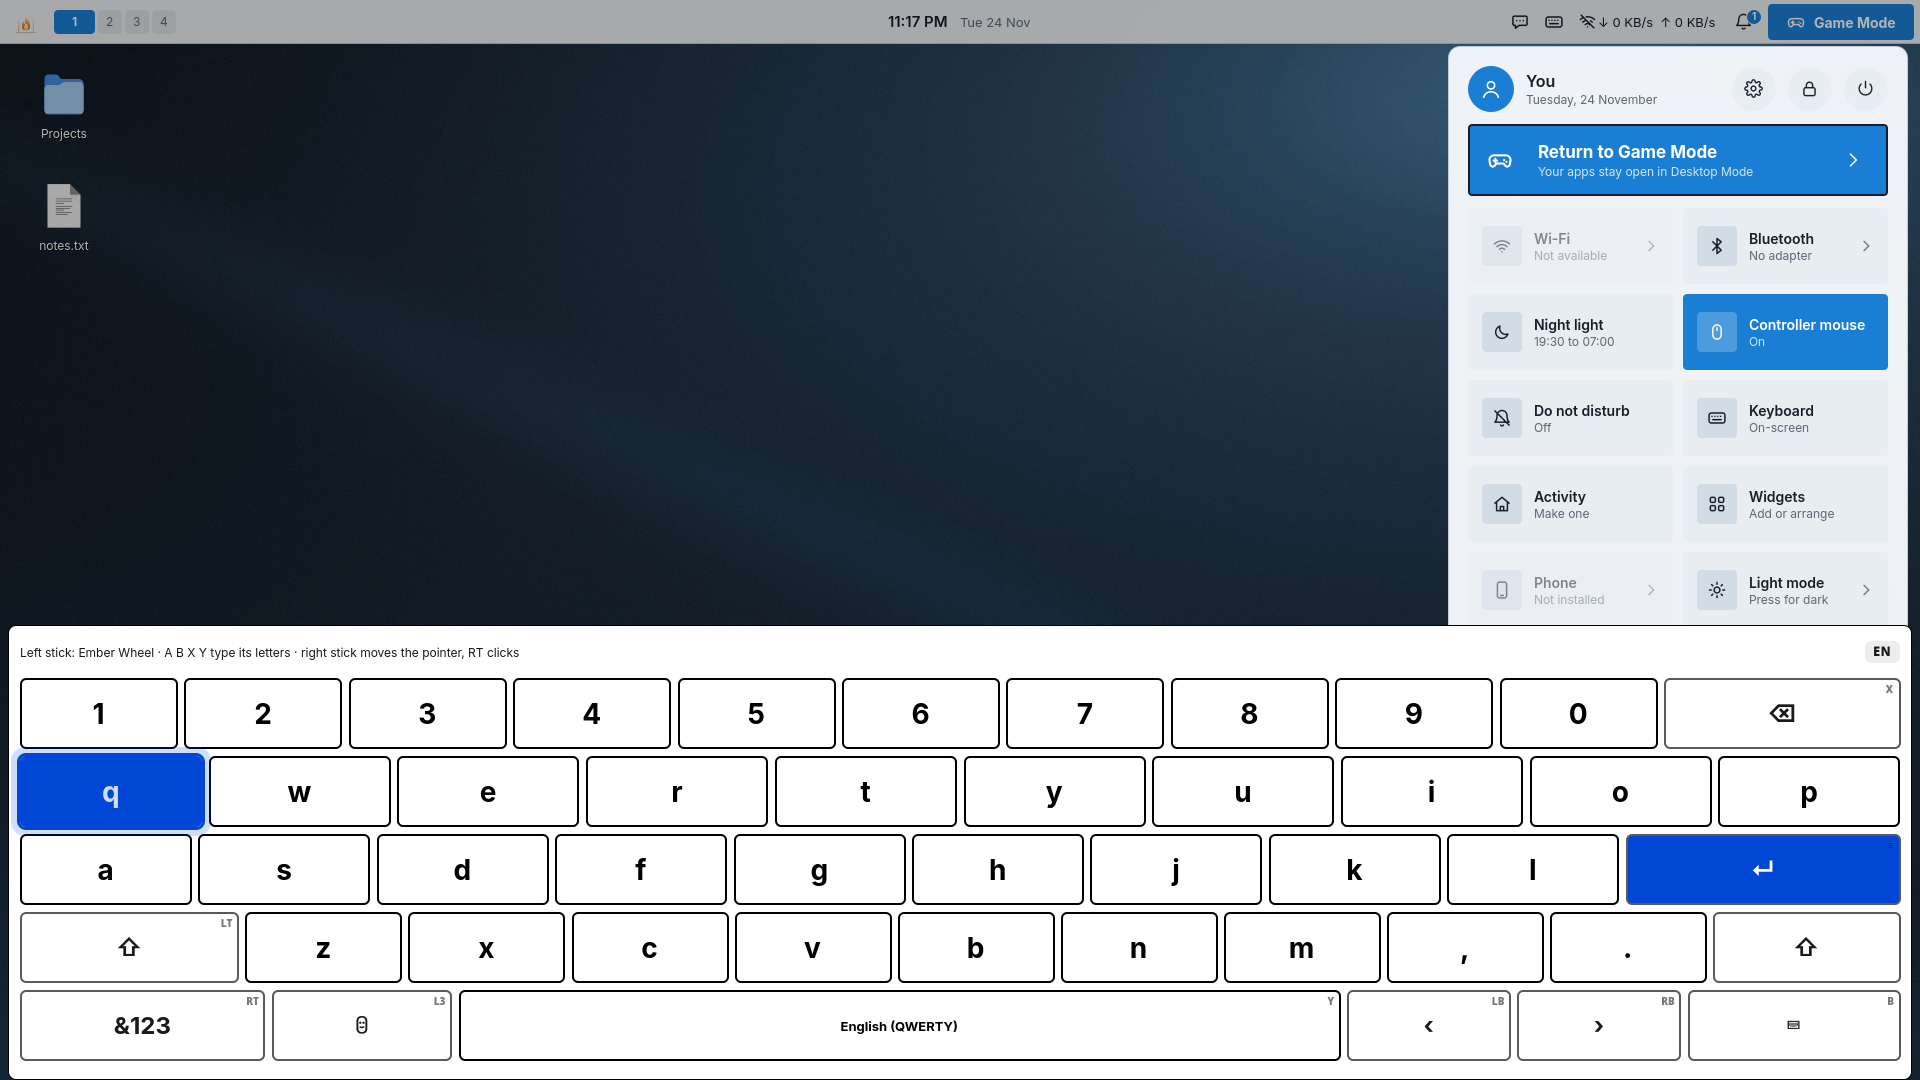 1 2 3 4
11:17 PM Tue 24 Nov
0 KB/s 0 KB/s
1
Game Mode
Projects
notes.txt
You
Tuesday, 24 November
Return to Game Mode
Your apps stay open in Desktop Mode
Wi-Fi
Not available
Bluetooth
No adapter
Night light
19:30 to 07:00
Controller mouse
On
Do not disturb
Off
Keyboard
On-screen
Activity
Make one
Widgets
Add or arrange
Phone
Not installed
Light mode
Press for dark
Left stick: Ember Wheel · A B X Y type its letters · right stick moves the pointer, RT clicks
EN
1 2 3 4 5 6 7 8 9 0 X
q w e r t y u i o p
a s d f g h j k l
LT z x c v b n m , .
&123 RT L3 English (QWERTY) Y ‹ LB › RB B